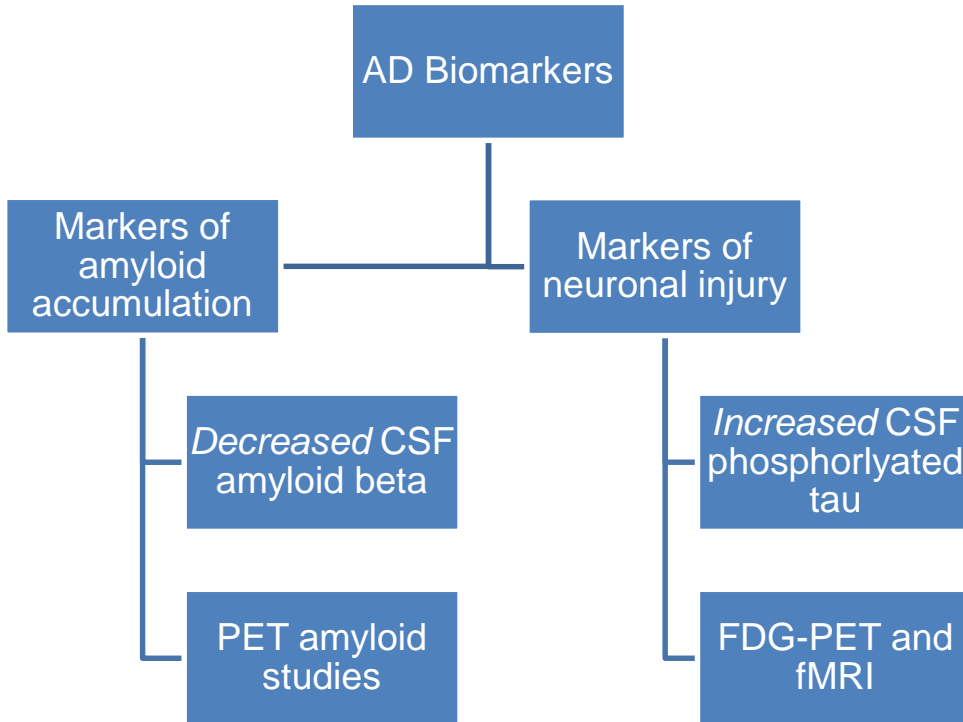 AD Biomarkers
Markers of
amyloid
accumulation
Markers of
neuronal injury
Decreased CSF
amyloid beta
Increased CSF
phosphorlyated
tau
PET amyloid
studies
FDG-PET and
fMRI